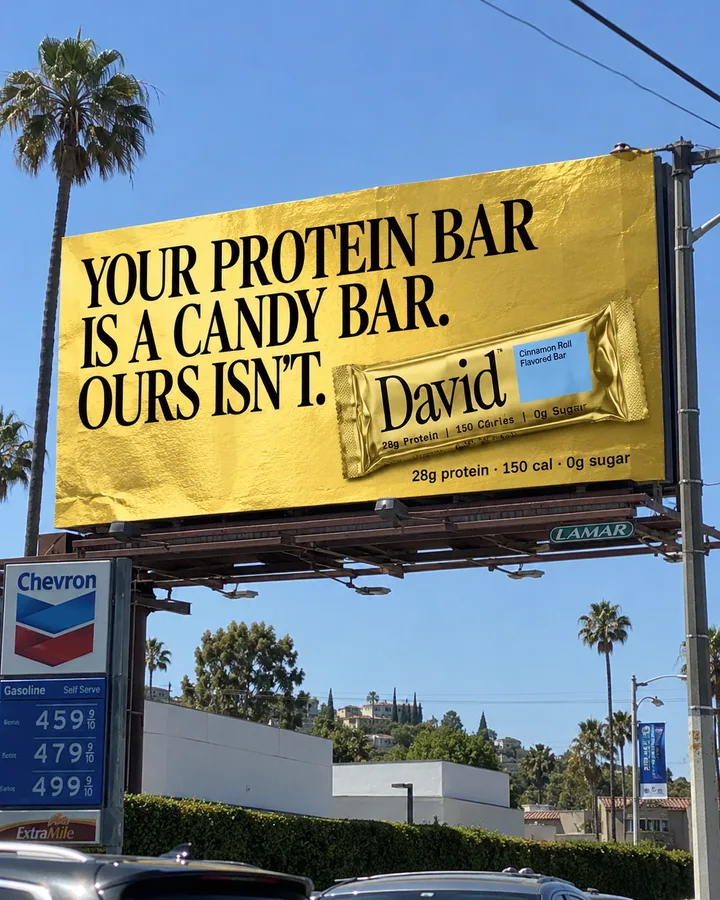 YOUR PROTEIN BAR
IS A CANDY BAR.
OURS ISN'T.
David™
Cinnamon Roll
Flavored Bar
28g Protein | 150 | 0g Sugar
28g protein · 150 cal · 0g sugar
LAMAR
Chevron
Gasoline Self Serve
459 9/10
479 9/10
499 9/10
ExtraMile